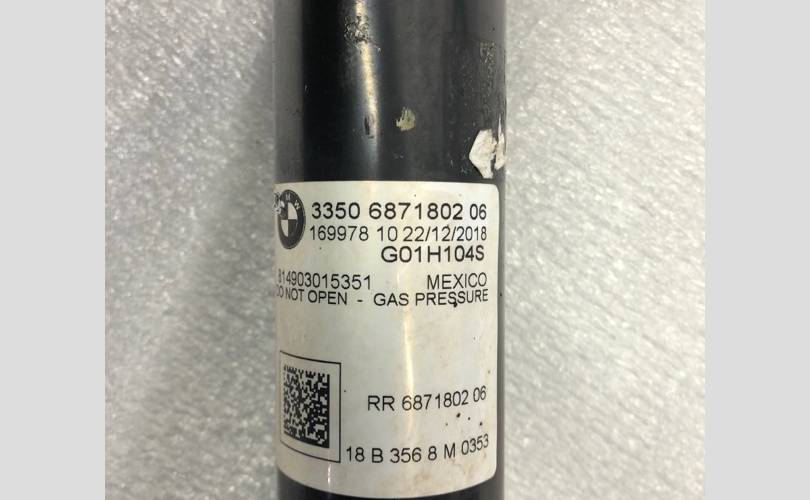 BMW
3350 6871802 06
169978 10 22/12/2018
G01H104S
814903015351 MEXICO
DO NOT OPEN - GAS PRESSURE
RR 6871802 06
18 B 356 8 M 0353